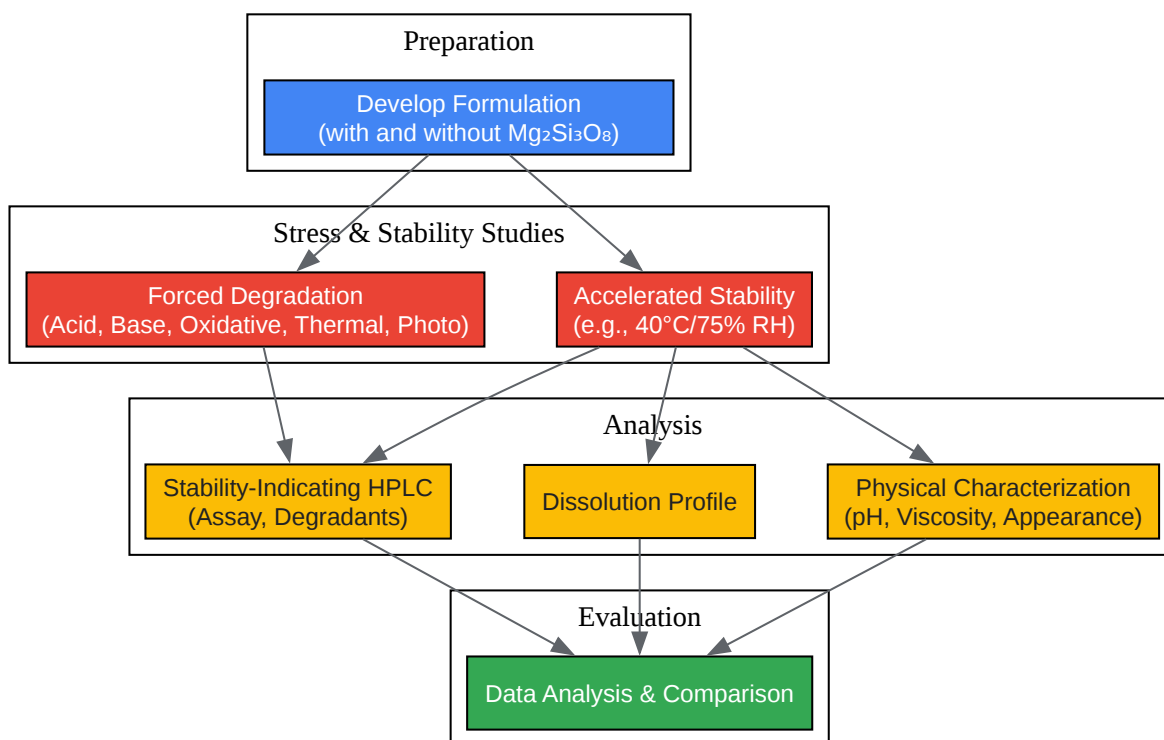 Preparation
Develop Formulation
(with and without Mg₂Si₃O₈)
Stress & Stability Studies
Forced Degradation
(Acid, Base, Oxidative, Thermal, Photo)
Accelerated Stability
(e.g., 40°C/75% RH)
Analysis
Stability-Indicating HPLC
(Assay, Degradants)
Dissolution Profile
Physical Characterization
(pH, Viscosity, Appearance)
Evaluation
Data Analysis & Comparison